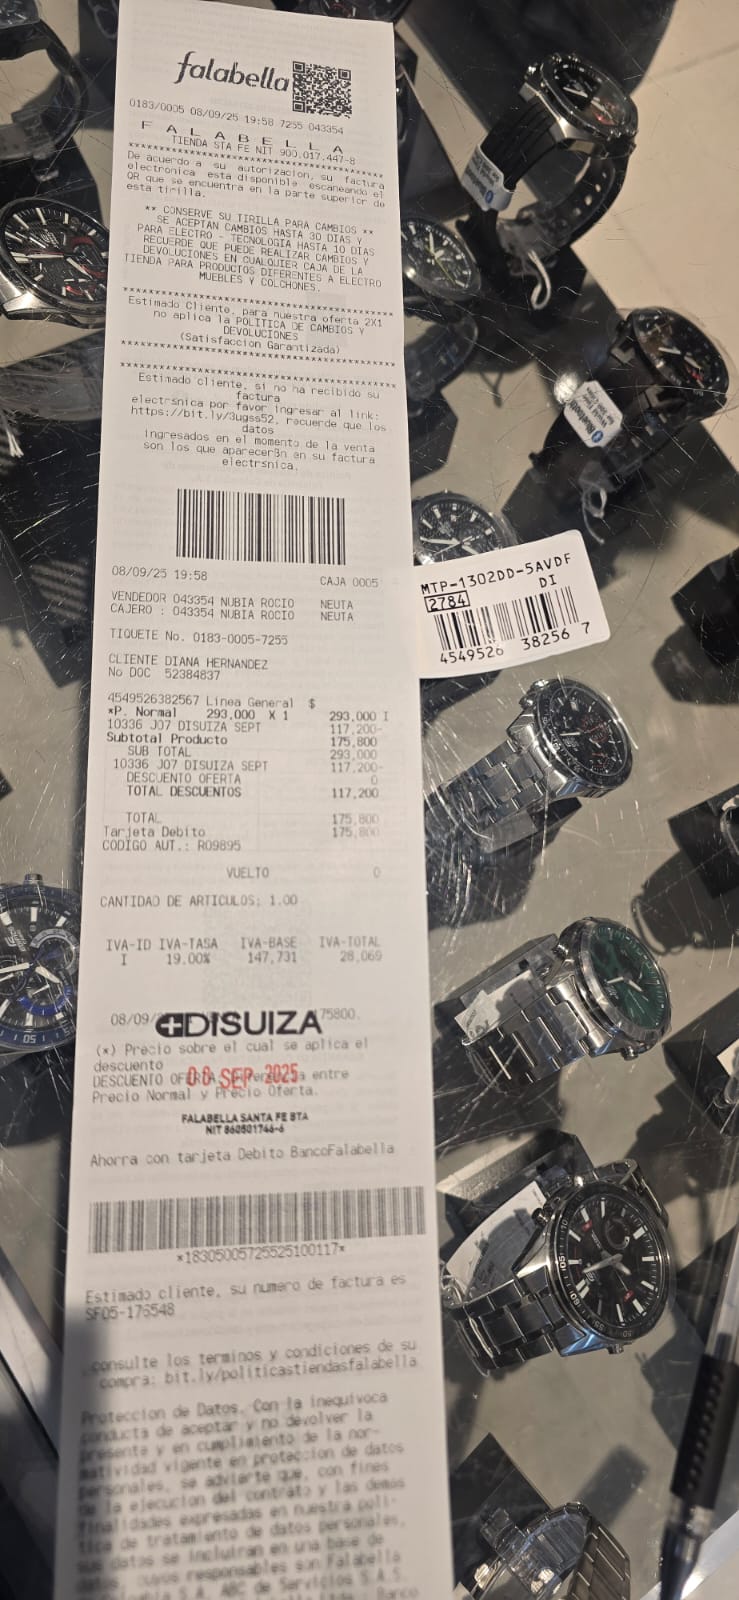 falabella
0183/0005 08/09/25 19:58 7255 043354
F A L A B E L L A
TIENDA STA FE NIT 900.017.447-8
****************************************
De acuerdo a su autorizacion, su factura
electronica esta disponible escaneando el
QR que se encuentra en la parte superior de
esta tirilla.
** CONSERVE SU TIRILLA PARA CAMBIOS **
SE ACEPTAN CAMBIOS HASTA 30 DIAS Y
PARA ELECTRO - TECNOLOGIA HASTA 10 DIAS
RECUERDE QUE PUEDE REALIZAR CAMBIOS Y
DEVOLUCIONES EN CUALQUIER CAJA DE LA
TIENDA PARA PRODUCTOS DIFERENTES A ELECTRO
MUEBLES Y COLCHONES.
****************************************
Estimado Cliente, para nuestra oferta 2X1
no aplica la POLITICA DE CAMBIOS Y
DEVOLUCIONES
(Satisfaccion Garantizada)
****************************************
****************************************
Estimado cliente, si no ha recibido su
factura
electrsnica por favor ingresar al link:
https://bit.ly/3ugss52, recuerde que los
datos
ingresados en el momento de la venta
son los que aparecer8n en su factura
electrsnica.
08/09/25 19:58 CAJA 0005
VENDEDOR 043354 NUBIA ROCIO NEUTA
CAJERO : 043354 NUBIA ROCIO NEUTA
TIQUETE No. 0183-0005-7255
CLIENTE DIANA HERNANDEZ
No DOC 52384837
4549526382567 Linea General $
*P. Normal 293,000 X 1 293,000 I
10336 J07 DISUIZA SEPT 117,200-
Subtotal Producto 175,800
SUB TOTAL 293,000
10336 J07 DISUIZA SEPT 117,200-
DESCUENTO OFERTA 0
TOTAL DESCUENTOS 117,200
TOTAL 175,800
Tarjeta Debito 175,800
CODIGO AUT.: R09895
VUELTO 0
CANTIDAD DE ARTICULOS: 1.00
IVA-ID IVA-TASA IVA-BASE IVA-TOTAL
I 19.00% 147,731 28,069
08/09/ 175800.
DISUIZA
(*) Precio sobre el cual se aplica el
descuento
DESCUENTO entre
SEP 2025
Precio Normal y Precio Oferta.
FALABELLA SANTA FE BTA
NIT 860501746-6
Ahorra con tarjeta Debito BancoFalabella
*18305005725525100117*
Estimado cliente, su numero de factura es
SF05-176548
consulte los terminos y condiciones de su
compra: bit.ly/politicastiendasfalabella
Proteccion de Datos. Con la inequivoca
conducta de aceptar y no devolver la
presente y en cumplimiento de la nor-
matividad vigente en proteccion de datos
personales, se advierte que, con fines
de la ejecucion del contrato y las demas
finalidades expresadas en nuestra poli-
tica de tratamiento de datos personales,
sus datos se incluiran en una base de
datos, cuyos responsables son Falabella
S.A. ABC de Servicios S.A.S.
Banco
MTP-1302DD-5AVDF
2784 DI
4549526 38256 7
Bluetooth